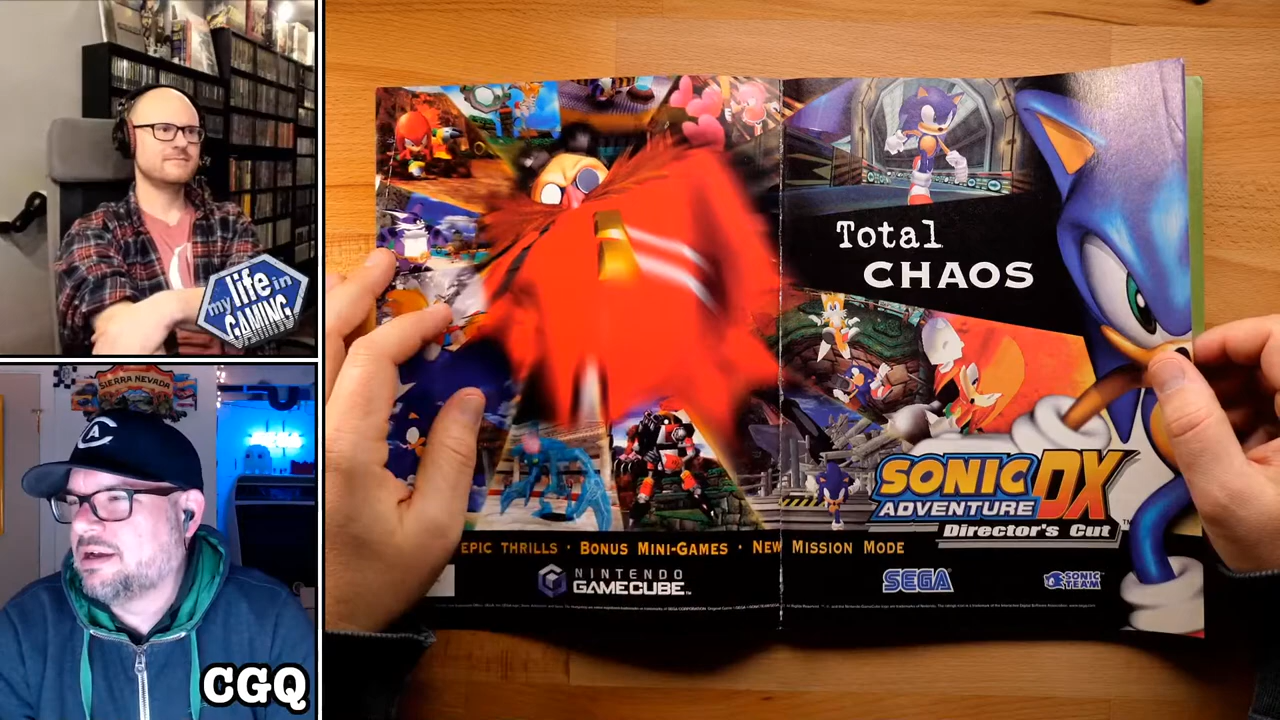 my life in GAMING
SIERRA NEVADA
CGQ
Total
CHAOS
SONIC
ADVENTURE DX
Director's Cut
EPIC THRILLS · BONUS MINI-GAMES · NEW MISSION MODE
NINTENDO
GAMECUBE
SEGA
SONIC
TEAM